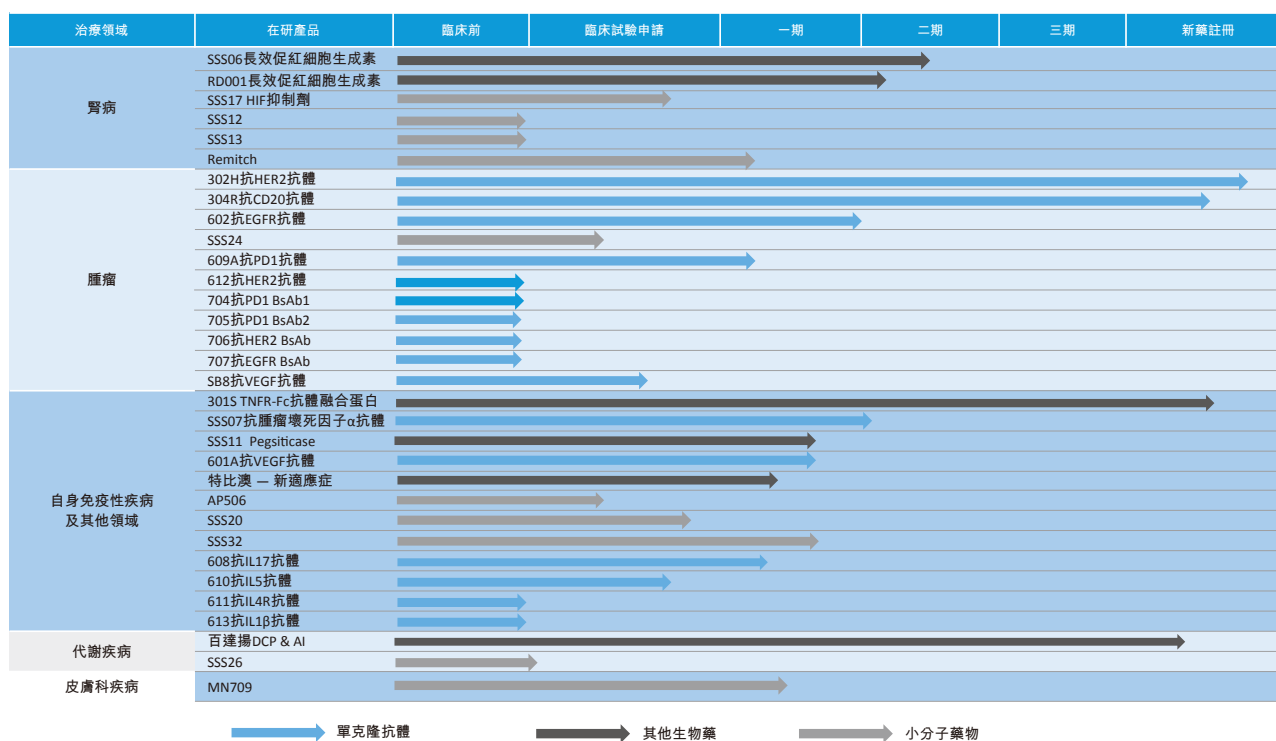 治療領域 在研產品 臨床前 臨床試驗申請 一期 二期 三期 新藥註冊
腎病
SSS06長效促紅細胞生成素
RD001長效促紅細胞生成素
SSS17 HIF抑制劑
SSS12
SSS13
Remitch
腫瘤
302H抗HER2抗體
304R抗CD20抗體
602抗EGFR抗體
SSS24
609A抗PD1抗體
612抗HER2抗體
704抗PD1 BsAb1
705抗PD1 BsAb2
706抗HER2 BsAb
707抗EGFR BsAb
SB8抗VEGF抗體
自身免疫性疾病
及其他領域
301S TNFR-Fc抗體融合蛋白
SSS07抗腫瘤壞死因子α抗體
SSS11 Pegsiticase
601A抗VEGF抗體
特比澳 — 新適應症
AP506
SSS20
SSS32
608抗IL17抗體
610抗IL5抗體
611抗IL4R抗體
613抗IL1β抗體
代謝疾病
百達揚DCP & AI
SSS26
皮膚科疾病
MN709
單克隆抗體 其他生物藥 小分子藥物